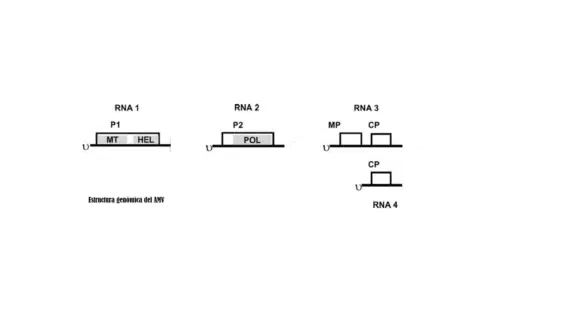 RNA 1
P1
MT HEL
RNA 2
P2
POL
RNA 3
MP CP
CP
RNA 4
Estructura genómica del AMV